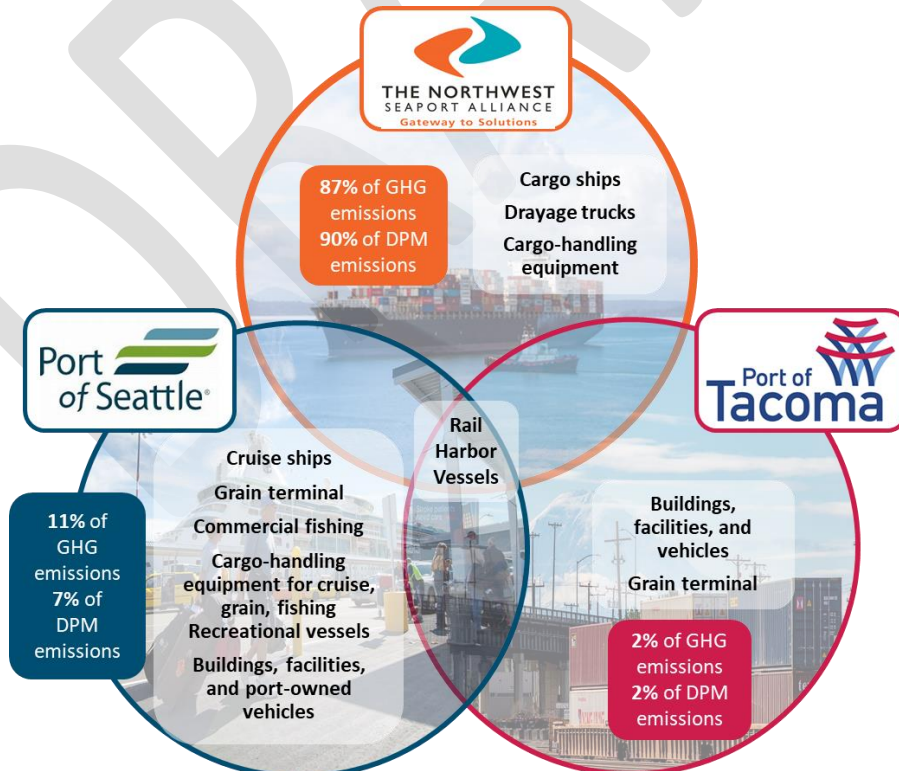 THE NORTHWEST
SEAPORT ALLIANCE
Gateway to Solutions
87% of GHG
emissions
90% of DPM
emissions
Cargo ships
Drayage trucks
Cargo-handling
equipment
Port
of Seattle®
Port of
Tacoma
Rail
Harbor
Vessels
Cruise ships
Grain terminal
Commercial fishing
Cargo-handling
equipment for cruise,
grain, fishing
Recreational vessels
Buildings, facilities,
and port-owned
vehicles
11% of
GHG
emissions
7% of
DPM
emissions
Buildings,
facilities, and
vehicles
Grain terminal
2% of GHG
emissions
2% of DPM
emissions